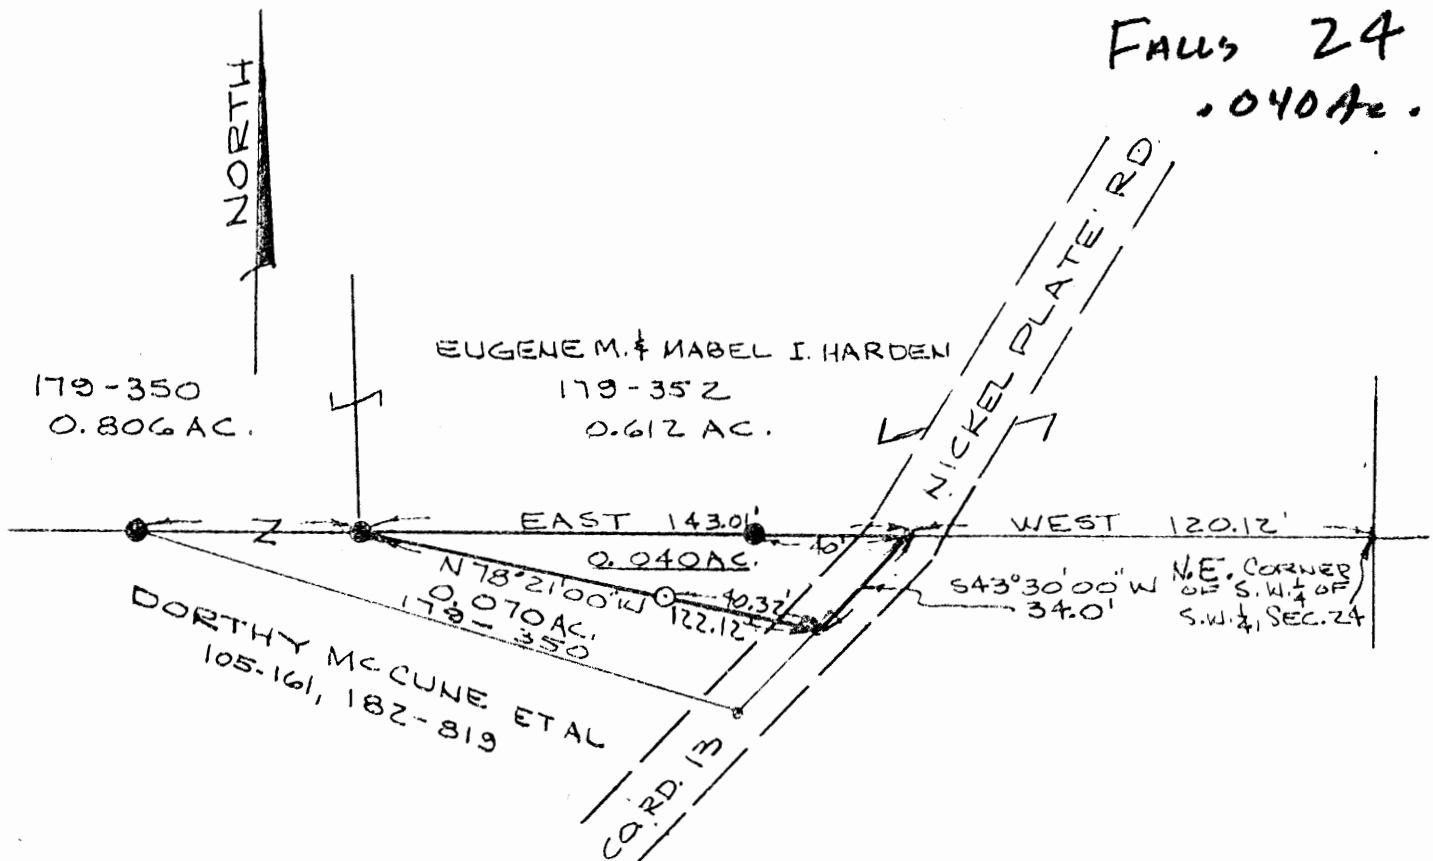 FALLS 24
.040 Ac.
NORTH
NICKEL PLATE RD
EUGENE M. & MABEL I. HARDEN
179-350
0.806 AC.
179-352
0.612 AC.
EAST 143.01'
WEST 120.12'
40'
0.040 AC.
N78°21'00"W
40.32'
122.12'
0.070 AC.
179-350
S43°30'00"W
34.0'
N.E. CORNER
OF S.W.¼ OF
S.W.¼, SEC. 24
DORTHY MCCUNE ET AL
105-161, 182-819
CO. RD. 13